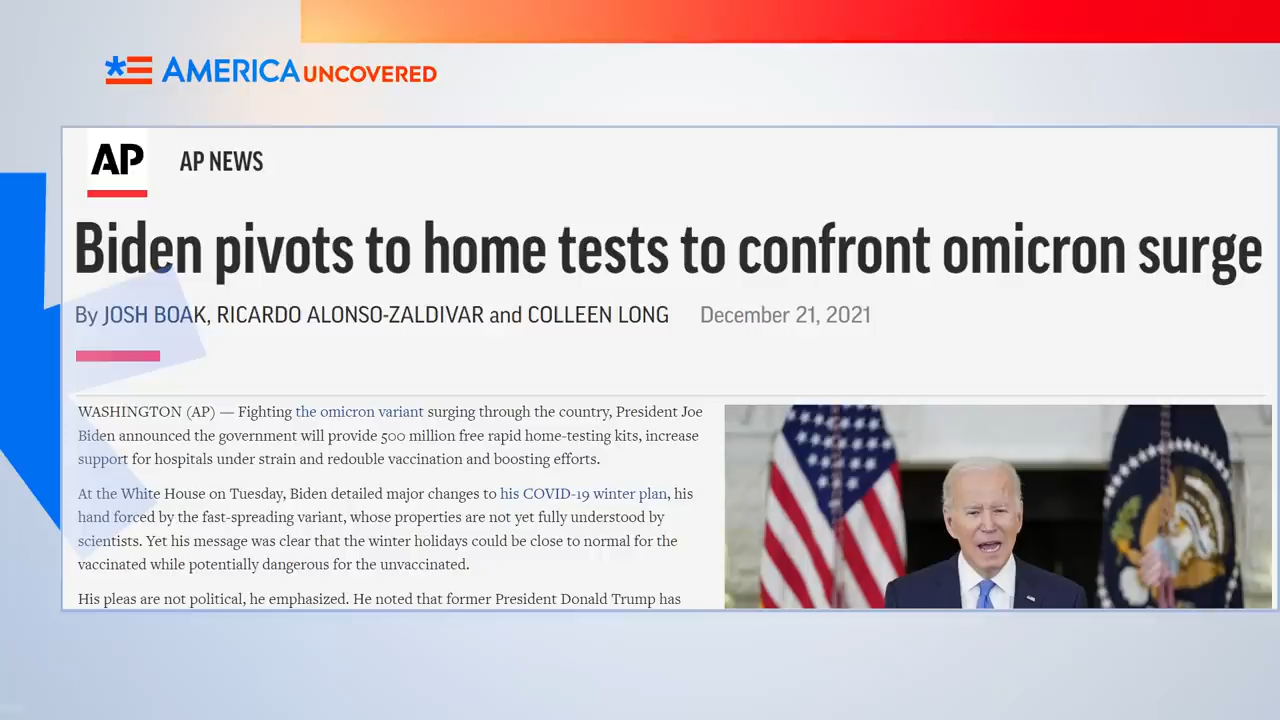 AMERICA UNCOVERED
AP AP NEWS
Biden pivots to home tests to confront omicron surge
By JOSH BOAK, RICARDO ALONSO-ZALDIVAR and COLLEEN LONG December 21, 2021
WASHINGTON (AP) — Fighting the omicron variant surging through the country, President Joe
Biden announced the government will provide 500 million free rapid home-testing kits, increase
support for hospitals under strain and redouble vaccination and boosting efforts.
At the White House on Tuesday, Biden detailed major changes to his COVID-19 winter plan, his
hand forced by the fast-spreading variant, whose properties are not yet fully understood by
scientists. Yet his message was clear that the winter holidays could be close to normal for the
vaccinated while potentially dangerous for the unvaccinated.
His pleas are not political, he emphasized. He noted that former President Donald Trump has